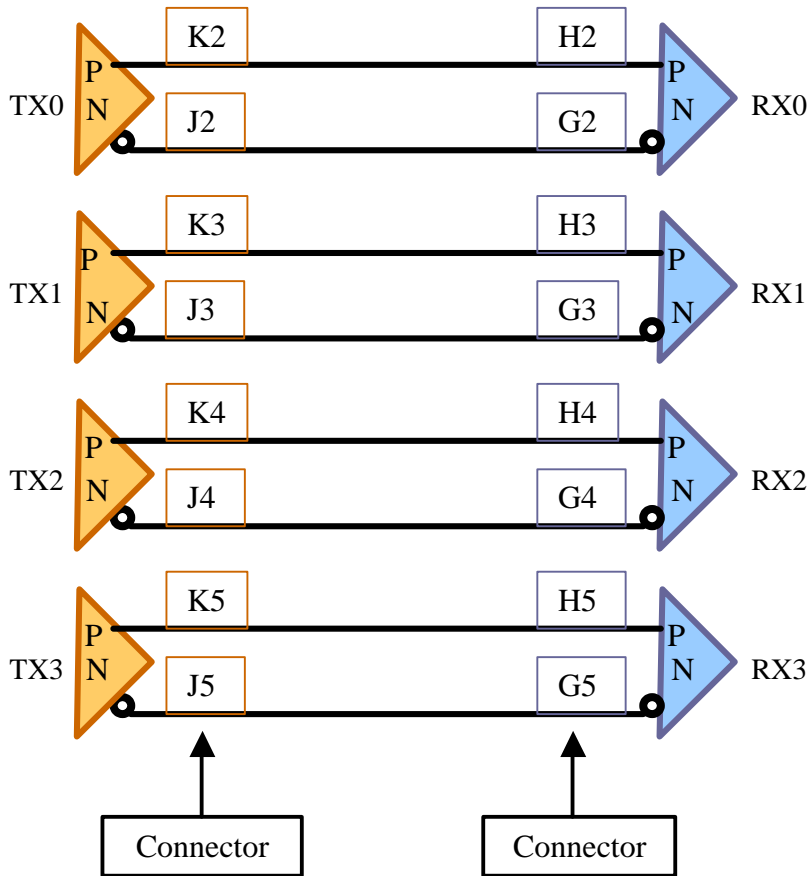 K2 H2
P P
TX0 N J2 G2 N RX0
K3 H3
P P
TX1 N J3 G3 N RX1
K4 H4
P P
TX2 N J4 G4 N RX2
K5 H5
P P
TX3 N J5 G5 N RX3
Connector Connector